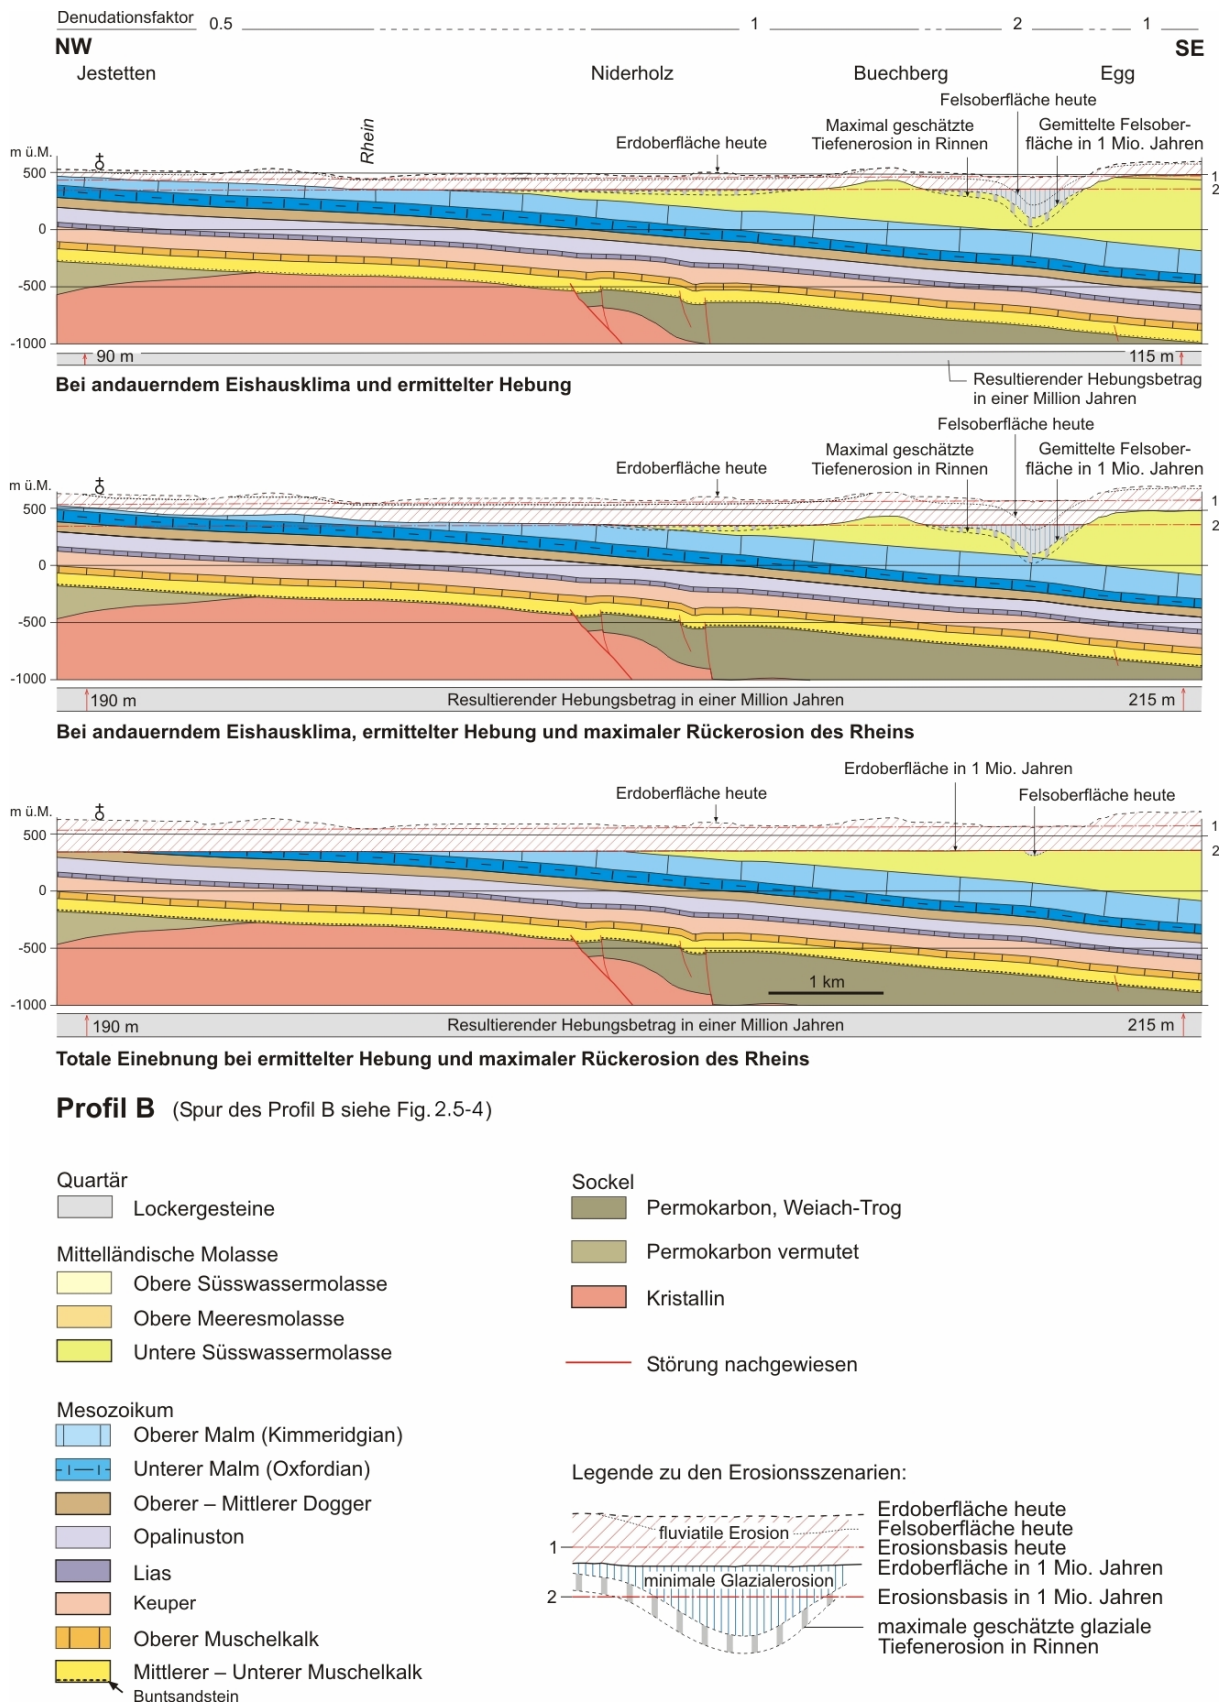 Denudationsfaktor 0.5 1 2 1
NW SE
Jestetten Niderholz Buechberg Egg
Felsoberfläche heute
Rhein
Erdoberfläche heute
Maximal geschätzte
Tiefenerosion in Rinnen
Gemittelte Felsober-
fläche in 1 Mio. Jahren
m ü.M.
500
0
-500
-1000
1
2
90 m
115 m
Bei andauerndem Eishausklima und ermittelter Hebung
Resultierender Hebungsbetrag
in einer Million Jahren
Felsoberfläche heute
Erdoberfläche heute
Maximal geschätzte
Tiefenerosion in Rinnen
Gemittelte Felsober-
fläche in 1 Mio. Jahren
m ü.M.
500
0
-500
-1000
1
2
190 m
Resultierender Hebungsbetrag in einer Million Jahren
215 m
Bei andauerndem Eishausklima, ermittelter Hebung und maximaler Rückerosion des Rheins
Erdoberfläche in 1 Mio. Jahren
Erdoberfläche heute
Felsoberfläche heute
m ü.M.
500
0
-500
-1000
1
2
1 km
190 m
Resultierender Hebungsbetrag in einer Million Jahren
215 m
Totale Einebnung bei ermittelter Hebung und maximaler Rückerosion des Rheins
Profil B (Spur des Profil B siehe Fig. 2.5-4)
Quartär
Lockergesteine
Mittelländische Molasse
Obere Süsswassermolasse
Obere Meeresmolasse
Untere Süsswassermolasse
Mesozoikum
Oberer Malm (Kimmeridgian)
Unterer Malm (Oxfordian)
Oberer – Mittlerer Dogger
Opalinuston
Lias
Keuper
Oberer Muschelkalk
Mittlerer – Unterer Muschelkalk
Buntsandstein
Sockel
Permokarbon, Weiach-Trog
Permokarbon vermutet
Kristallin
Störung nachgewiesen
Legende zu den Erosionsszenarien:
Erdoberfläche heute
fluviatile Erosion
Felsoberfläche heute
1
Erosionsbasis heute
Erdoberfläche in 1 Mio. Jahren
minimale Glazialerosion
2
Erosionsbasis in 1 Mio. Jahren
maximale geschätzte glaziale
Tiefenerosion in Rinnen